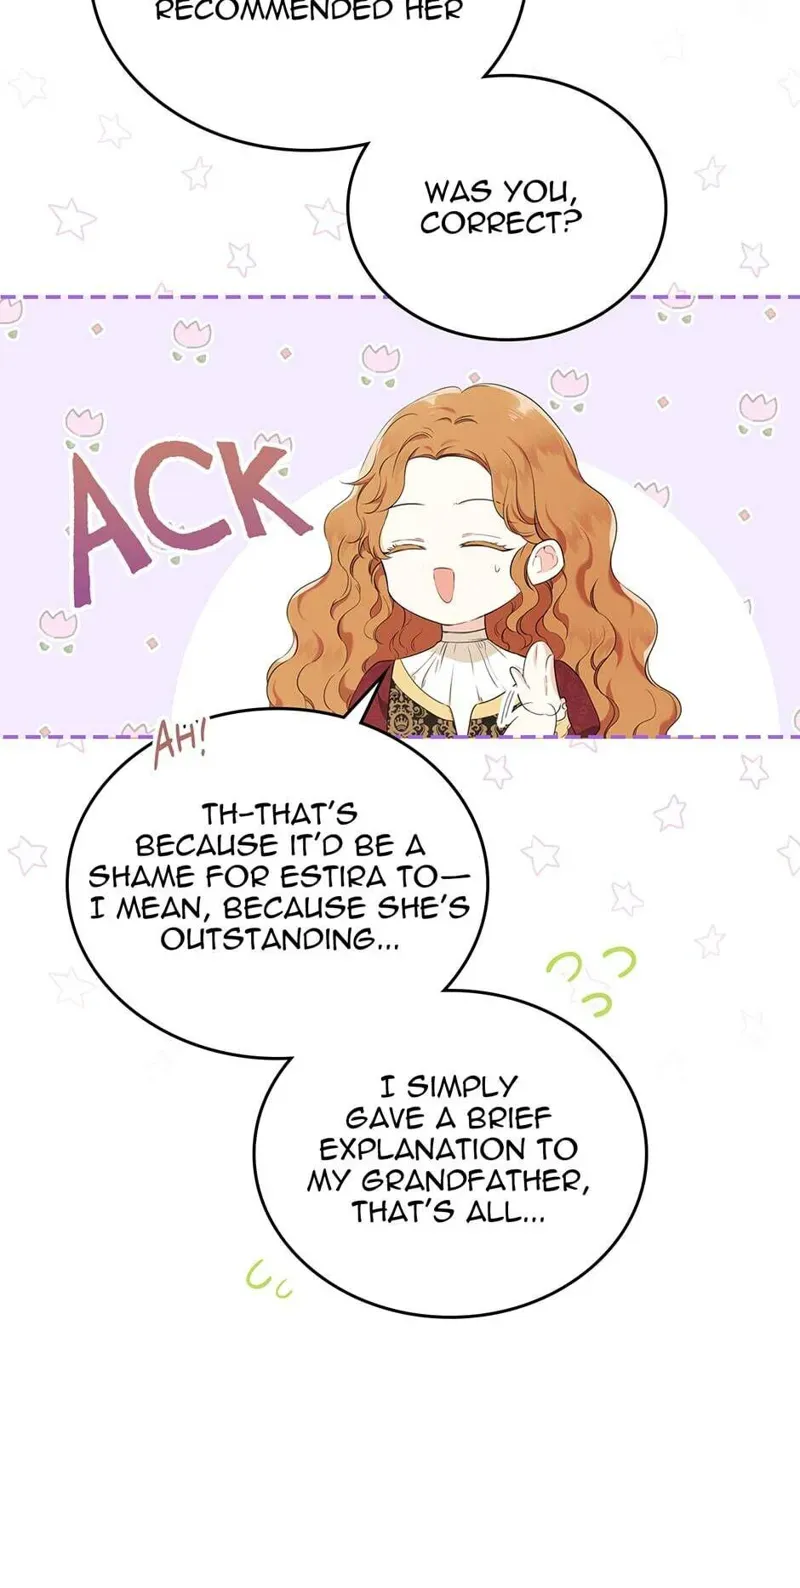 RECOMMENDED HER
WAS YOU,
CORRECT?
ACK
AH!
TH-THAT'S
BECAUSE IT'D BE A
SHAME FOR ESTIRA TO—
I MEAN, BECAUSE SHE'S
OUTSTANDING...
I SIMPLY
GAVE A BRIEF
EXPLANATION TO
MY GRANDFATHER,
THAT'S ALL...